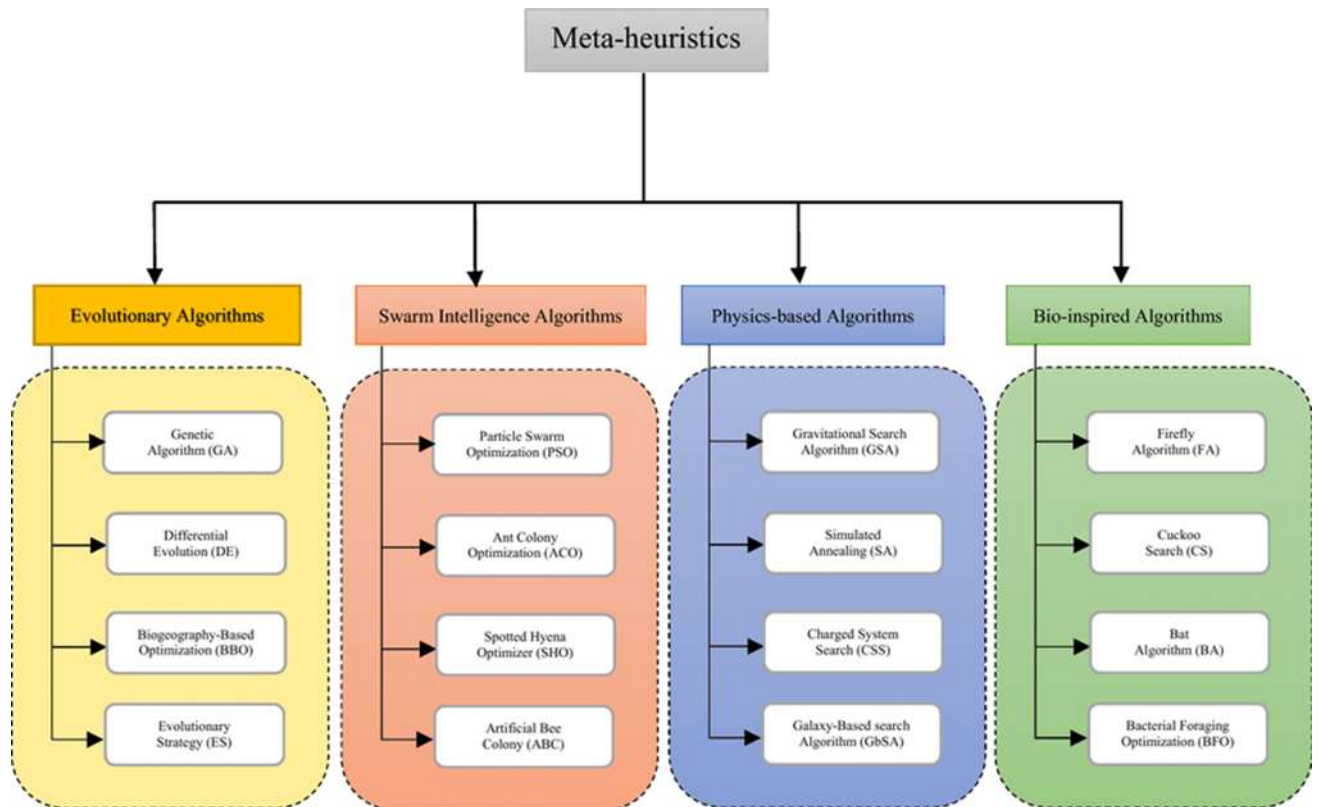 Meta-heuristics
Evolutionary Algorithms
Genetic
Algorithm (GA)
Differential
Evolution (DE)
Biogeography-Based
Optimization (BBO)
Evolutionary
Strategy (ES)
Swarm Intelligence Algorithms
Particle Swarm
Optimization (PSO)
Ant Colony
Optimization (ACO)
Spotted Hyena
Optimizer (SHO)
Artificial Bee
Colony (ABC)
Physics-based Algorithms
Gravitational Search
Algorithm (GSA)
Simulated
Annealing (SA)
Charged System
Search (CSS)
Galaxy-Based search
Algorithm (GbSA)
Bio-inspired Algorithms
Firefly
Algorithm (FA)
Cuckoo
Search (CS)
Bat
Algorithm (BA)
Bacterial Foraging
Optimization (BFO)